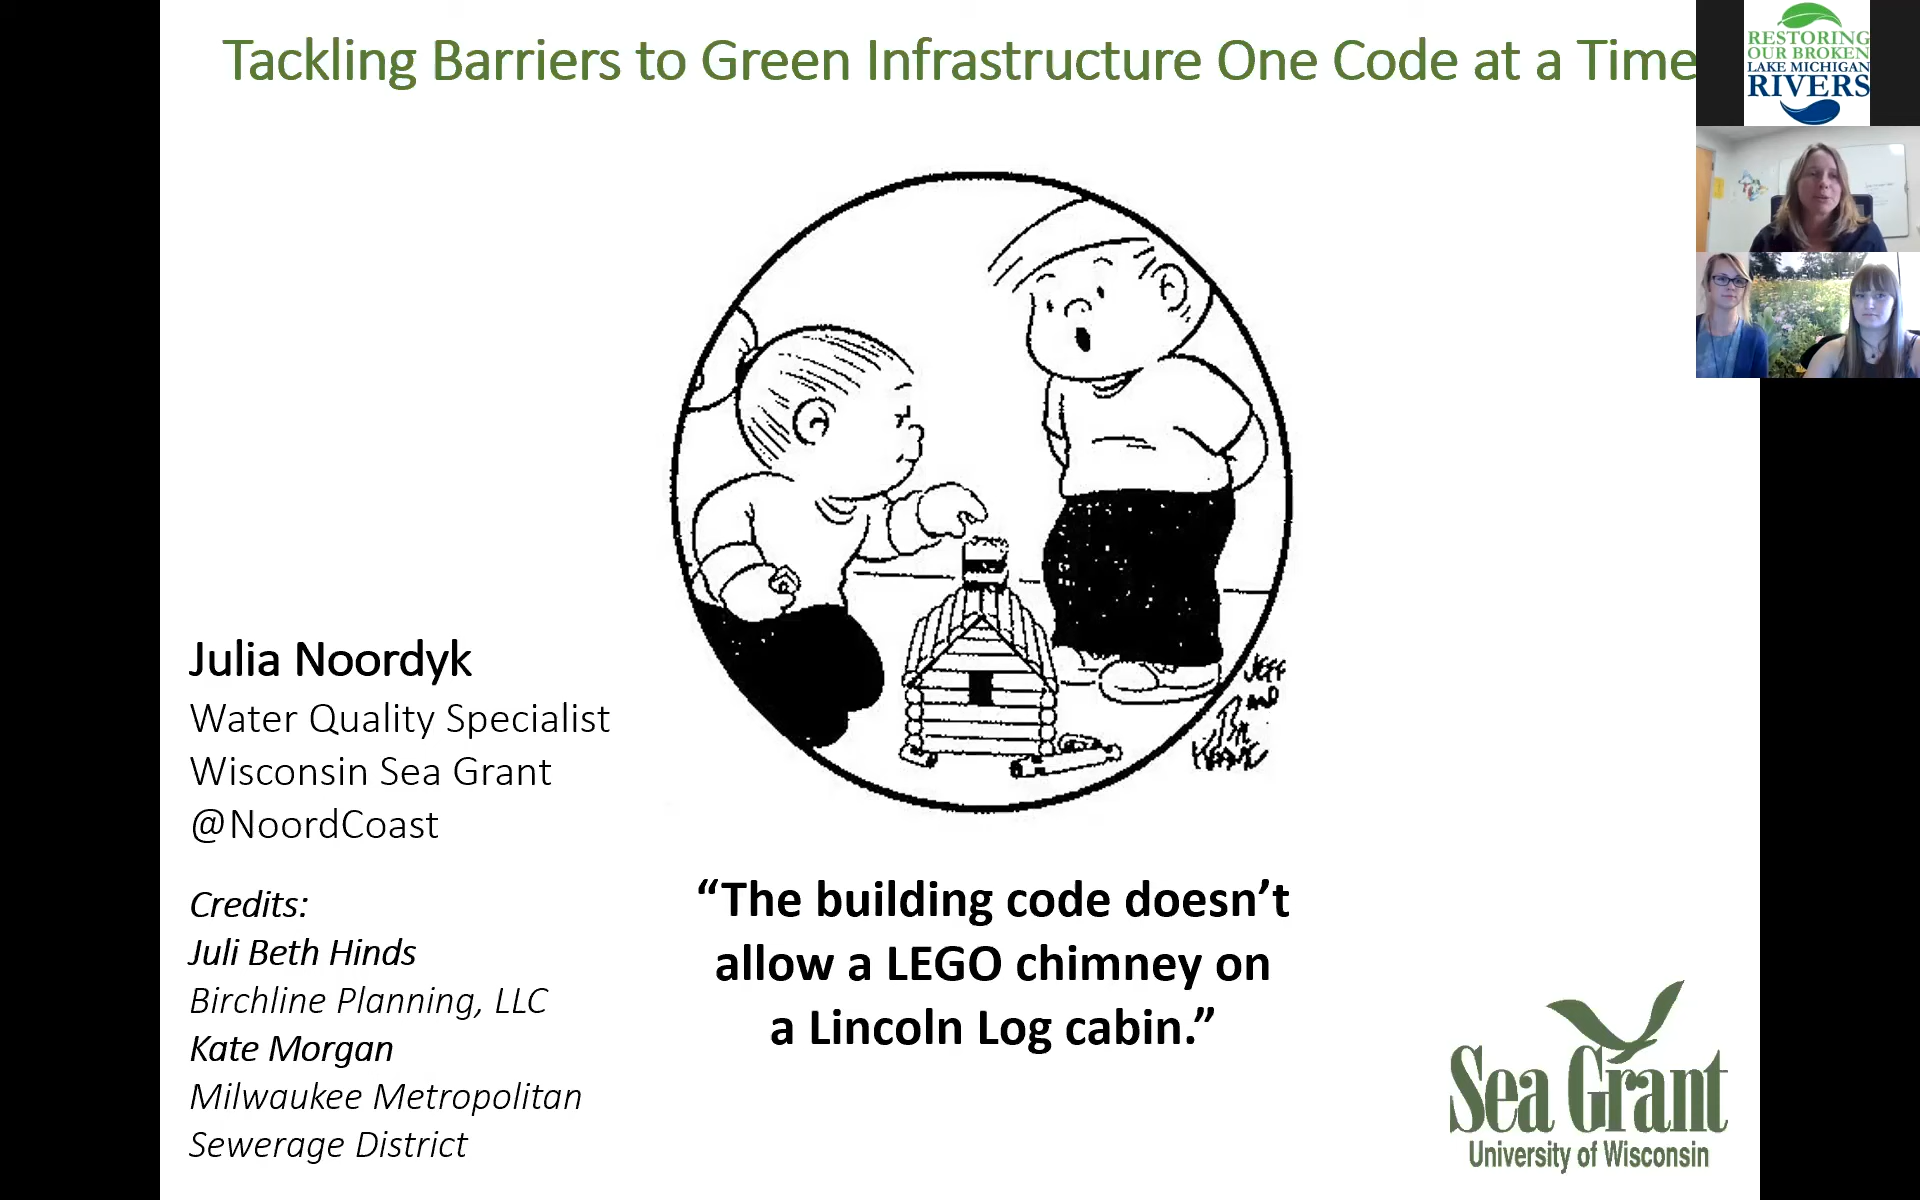 Tackling Barriers to Green Infrastructure One Code at a Time
RESTORING
OUR BROKEN
LAKE MICHIGAN
RIVERS
JEFF
AND
Julia Noordyk
Water Quality Specialist
Wisconsin Sea Grant
@NoordCoast
Credits:
Juli Beth Hinds
Birchline Planning, LLC
Kate Morgan
Milwaukee Metropolitan
Sewerage District
“The building code doesn’t
allow a LEGO chimney on
a Lincoln Log cabin.”
Sea Grant
University of Wisconsin